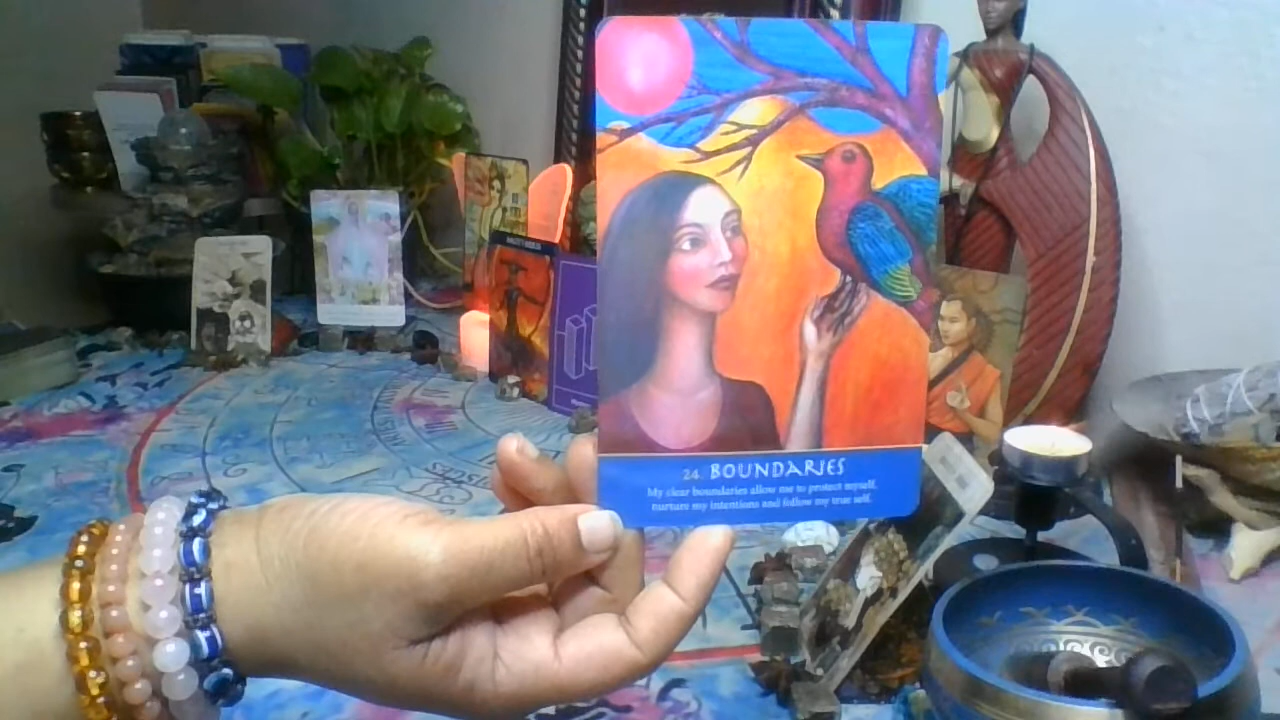 24. BOUNDARIES
My clear boundaries allow me to protect myself,
nurture my intentions and follow my true self.